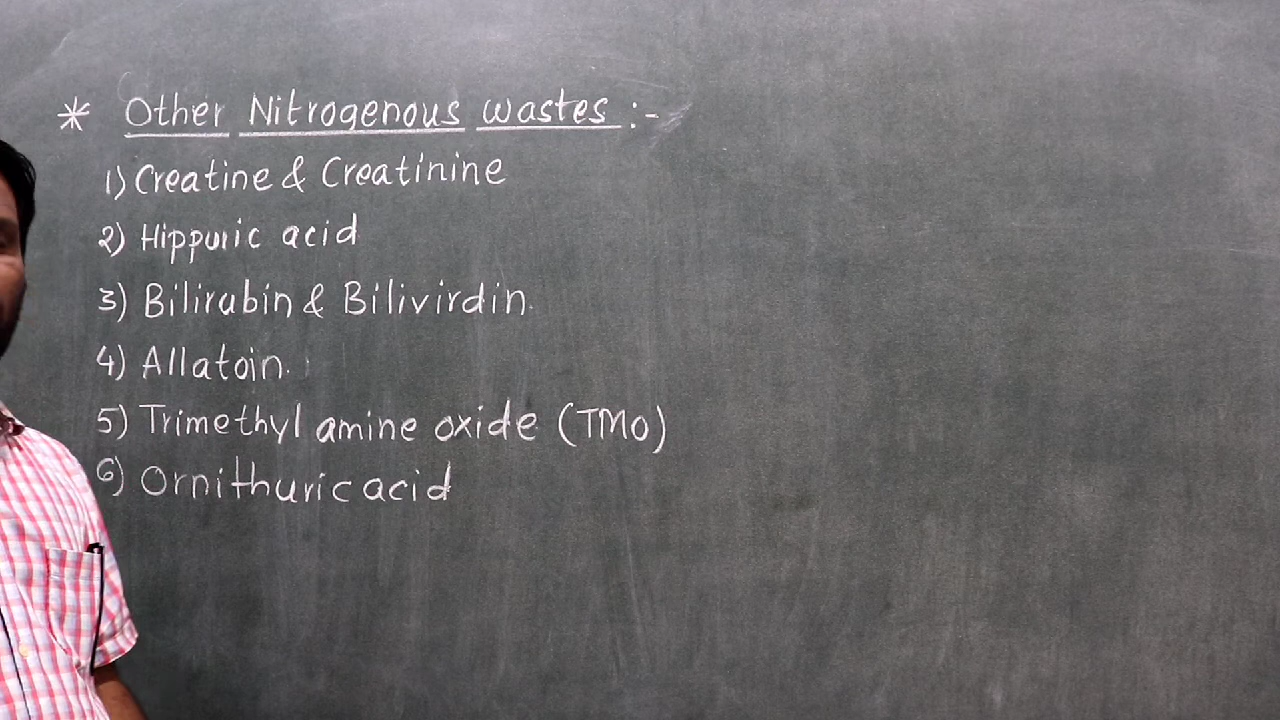 * Other Nitrogenous wastes :-
1) Creatine & Creatinine
2) Hippuric acid
3) Bilirubin & Bilivirdin.
4) Allatoin.
5) Trimethyl amine oxide (TMO)
6) Ornithuric acid